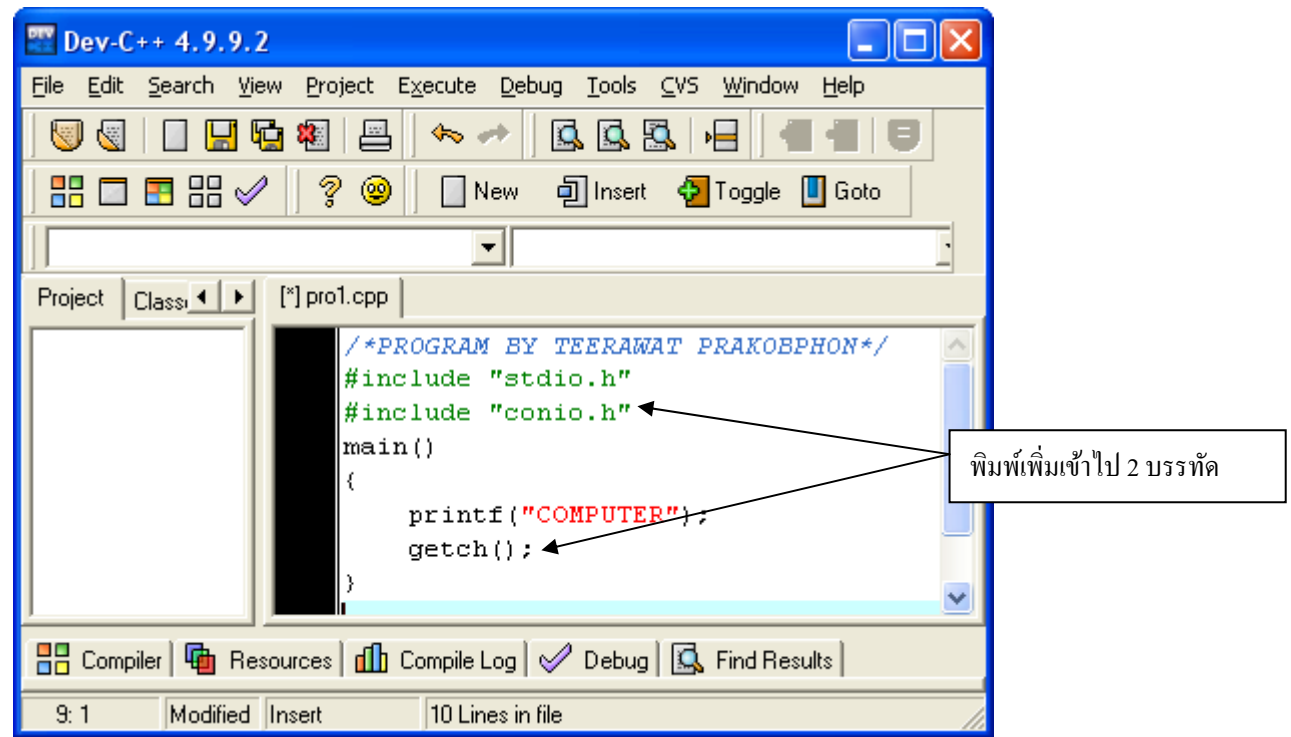 Dev-C++ 4.9.9.2
File Edit Search View Project Execute Debug Tools CVS Window Help
New Insert Toggle Goto
Project Class
[*] pro1.cpp
/*PROGRAM BY TEERAWAT PRAKOBPHON*/
#include "stdio.h"
#include "conio.h"
main()
{
printf("COMPUTER");
getch();
}
พิมพ์เพิ่มเข้าไป 2 บรรทัด
Compiler Resources Compile Log Debug Find Results
9: 1 Modified Insert 10 Lines in file